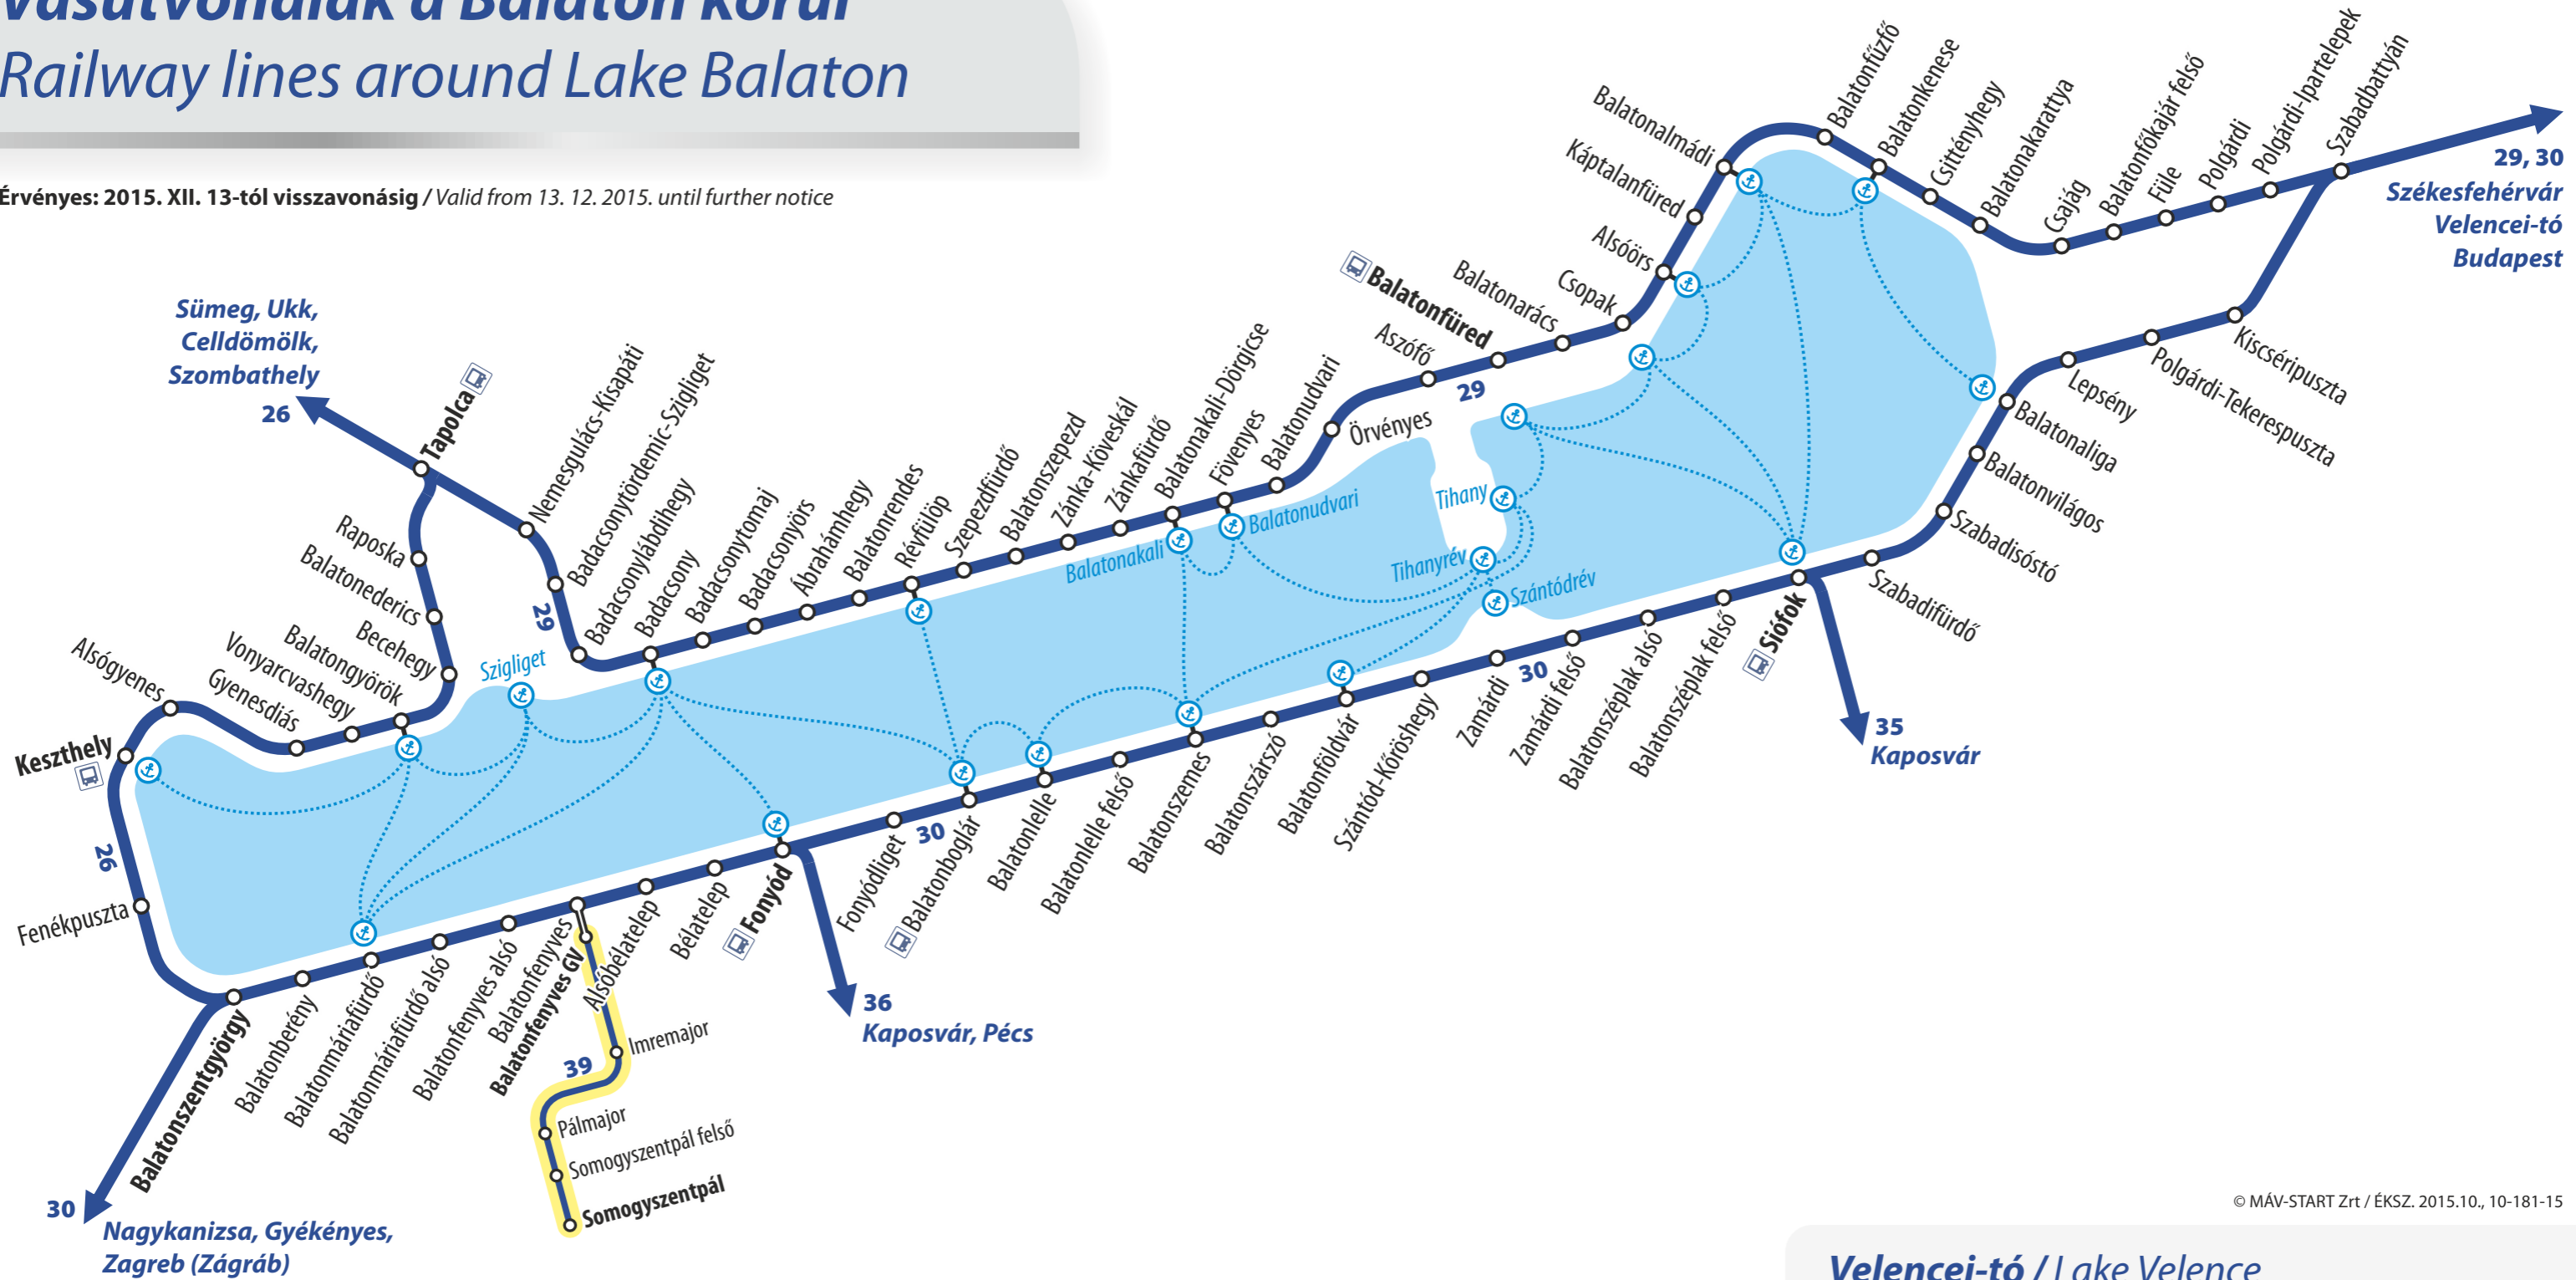 Vasútvonalak a Balaton körül
Railway lines around Lake Balaton
Érvényes: 2015. XII. 13-tól visszavonásig / Valid from 13. 12. 2015. until further notice
Balatonfűzfő
Balatonkenese
Csittényhegy
Balatonakarattya
Csajág
Balatonfőkajár felső
Füle
Polgárdi
Polgárdi-Ipartelepek
Szabadbattyán
29, 30
Székesfehérvár
Velencei-tó
Budapest
Balatonalmádi
Káptalanfüred
Alsóörs
Csopak
Balatonarács
Balatonfüred
Aszófő
29
Örvényes
Balatonudvari
Fövenyes
Balatonakali-Dörgicse
Zánkafürdő
Zánka-Köveskál
Balatonszepezd
Szepezdfürdő
Révfülöp
Balatonrendes
Ábrahámhegy
Badacsonyörs
Badacsonytomaj
Badacsony
Badacsonylábdihegy
Badacsonytördemic-Szigliget
Nemesgulács-Kisapáti
29
Tapolca
Sümeg, Ukk,
Celldömölk,
Szombathely
26
Raposka
Balatonederics
Becehegy
Balatongyörök
Vonyarcvashegy
Gyenesdiás
Alsógyenes
Keszthely
26
Fenékpuszta
Szigliget
Balatonakali
Balatonudvari
Tihany
Tihanyrév
Szántódrév
Kiscséripuszta
Polgárdi-Tekerespuszta
Lepsény
Balatonaliga
Balatonvilágos
Szabadisóstó
Szabadifürdő
Siófok
35
Kaposvár
Balatonszéplak felső
Balatonszéplak alsó
Zamárdi felső
30
Zamárdi
Szántód-Kőröshegy
Balatonföldvár
Balatonszárszó
Balatonszemes
Balatonlelle felső
Balatonlelle
Balatonboglár
30
Fonyódliget
Fonyód
36
Kaposvár, Pécs
Bélatelep
Alsóbélatelep
Balatonfenyves
Balatonfenyves GV
Balatonfenyves alsó
Balatonmáriafürdő alsó
Balatonmáriafürdő
Balatonberény
Balatonszentgyörgy
Imremajor
39
Pálmajor
Somogyszentpál felső
Somogyszentpál
30
Nagykanizsa, Gyékényes,
Zagreb (Zágráb)
© MÁV-START Zrt / ÉKSZ. 2015.10., 10-181-15
Velencei-tó / Lake Velence